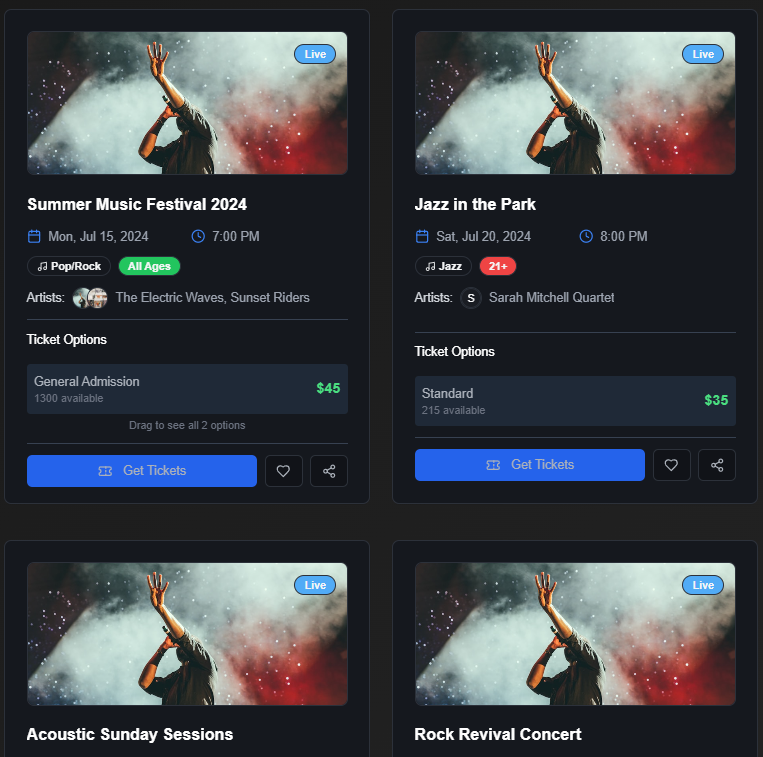 Live
Summer Music Festival 2024
Mon, Jul 15, 2024 7:00 PM
Pop/Rock All Ages
Artists: The Electric Waves, Sunset Riders
Ticket Options
General Admission $45
1300 available
Drag to see all 2 options
Get Tickets
Live
Jazz in the Park
Sat, Jul 20, 2024 8:00 PM
Jazz 21+
Artists: S Sarah Mitchell Quartet
Ticket Options
Standard $35
215 available
Get Tickets
Live
Acoustic Sunday Sessions
Live
Rock Revival Concert